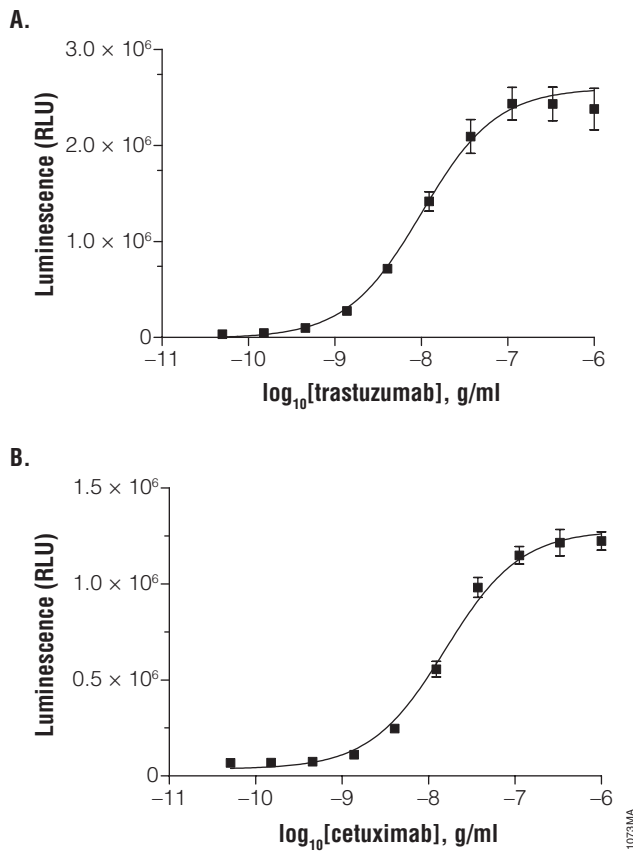 A.
3.0 × 10⁶
2.0 × 10⁶
1.0 × 10⁶
0
Luminescence (RLU)
–11 –10 –9 –8 –7 –6
log₁₀[trastuzumab], g/ml
B.
1.5 × 10⁶
1.0 × 10⁶
0.5 × 10⁶
0
Luminescence (RLU)
–11 –10 –9 –8 –7 –6
log₁₀[cetuximab], g/ml
1073MA